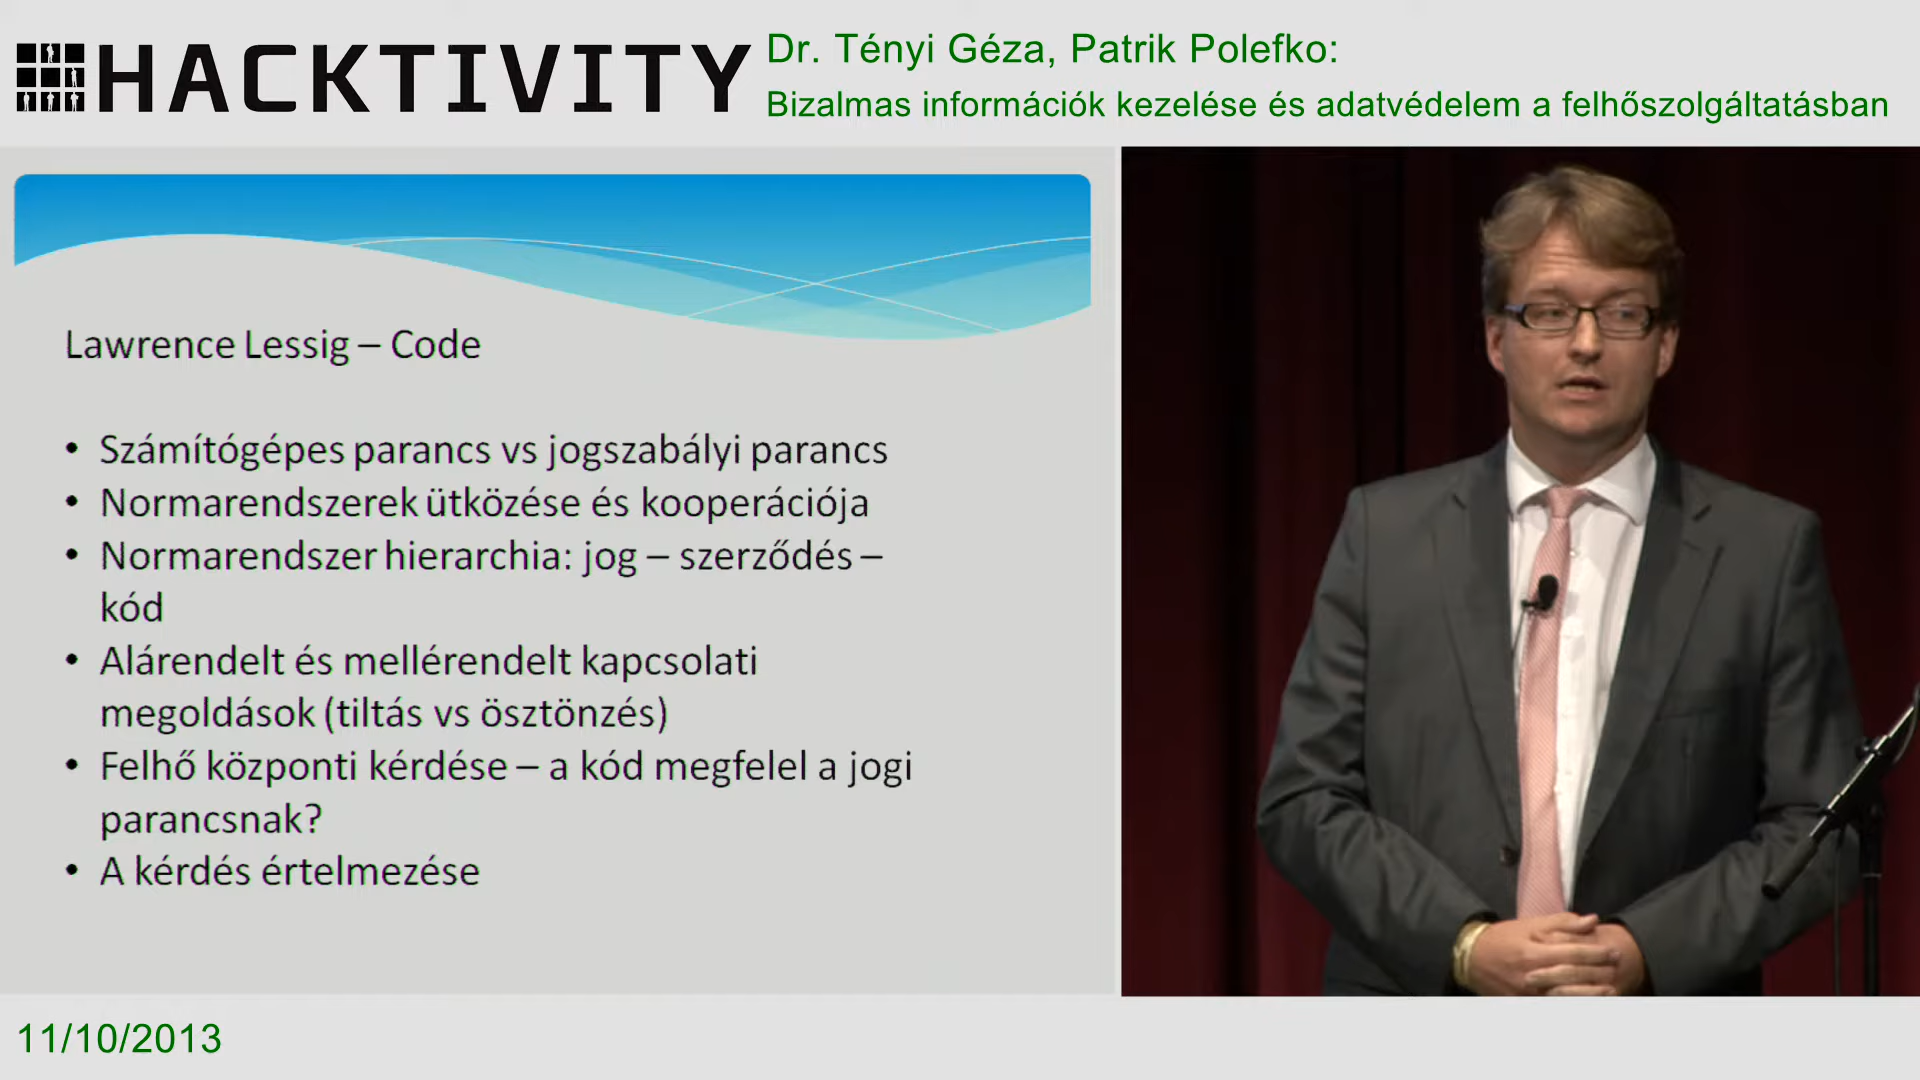 HACKTIVITY
Dr. Tényi Géza, Patrik Polefko:
Bizalmas információk kezelése és adatvédelem a felhőszolgáltatásban
Lawrence Lessig – Code
• Számítógépes parancs vs jogszabályi parancs
• Normarendszerek ütközése és kooperációja
• Normarendszer hierarchia: jog – szerződés –
kód
• Alárendelt és mellérendelt kapcsolati
megoldások (tiltás vs ösztönzés)
• Felhő központi kérdése – a kód megfelel a jogi
parancsnak?
• A kérdés értelmezése
11/10/2013